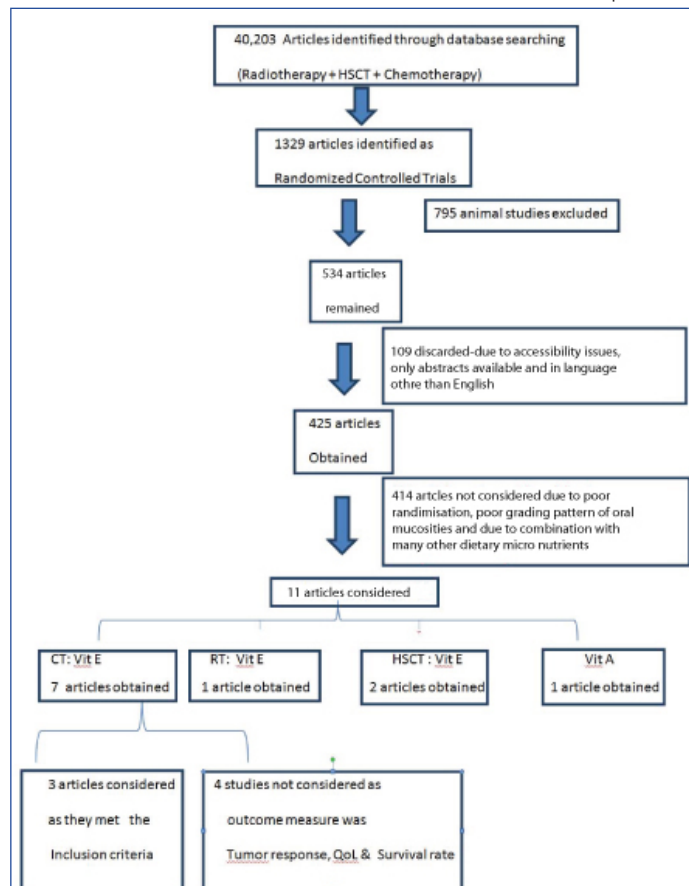 40,203 Articles identified through database searching
(Radiotherapy + HSCT + Chemotherapy)
1329 articles identified as
Randomized Controlled Trials
795 animal studies excluded
534 articles
remained
109 discarded-due to accessibility issues,
only abstracts available and in language
othre than English
425 articles
Obtained
414 artcles not considered due to poor
randimisation, poor grading pattern of oral
mucosities and due to combination with
many other dietary micro nutrients
11 articles considered
CT: Vit E
7 articles obtained
RT: Vit E
1 article obtained
HSCT : Vit E
2 articles obtained
Vit A
1 article obtained
3 articles considered
as they met the
Inclusion criteria
4 studies not considered as
outcome measure was
Tumor response, QoL & Survival rate